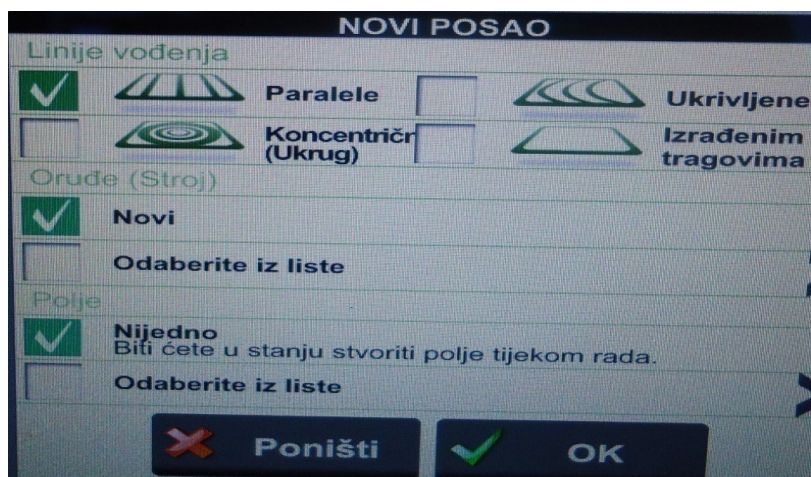 NOVI POSAO
Linije vođenja
Paralele
Ukrivljene
Koncentričr
(Ukrug)
Izrađenim
tragovima
Oruđe (Stroj)
Novi
Odaberite iz liste
Polje
Nijedno
Biti ćete u stanju stvoriti polje tijekom rada.
Odaberite iz liste
Poništi
OK